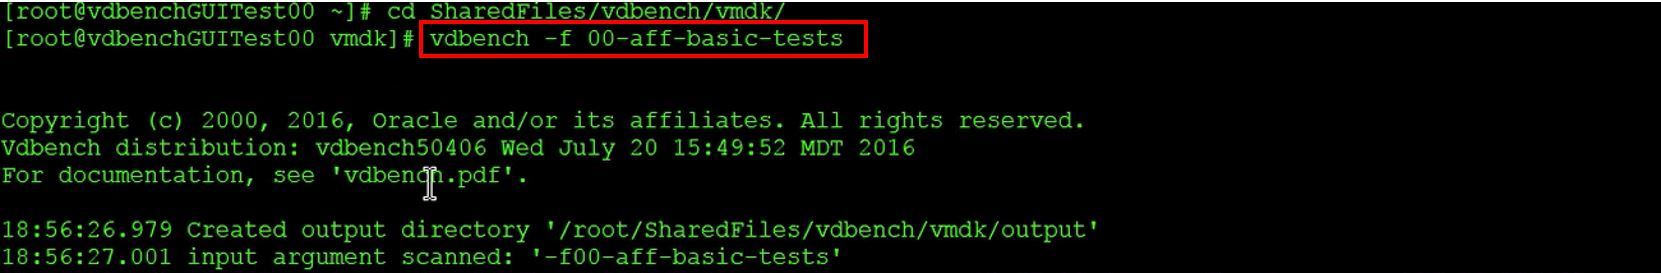 [root@vdbenchGUITest00 ~]# cd SharedFiles/vdbench/vmdk/
[root@vdbenchGUITest00 vmdk]# vdbench -f 00-aff-basic-tests
Copyright (c) 2000, 2016, Oracle and/or its affiliates. All rights reserved.
Vdbench distribution: vdbench50406 Wed July 20 15:49:52 MDT 2016
For documentation, see 'vdbench.pdf'.
18:56:26.979 Created output directory '/root/SharedFiles/vdbench/vmdk/output'
18:56:27.001 input argument scanned: '-f00-aff-basic-tests'